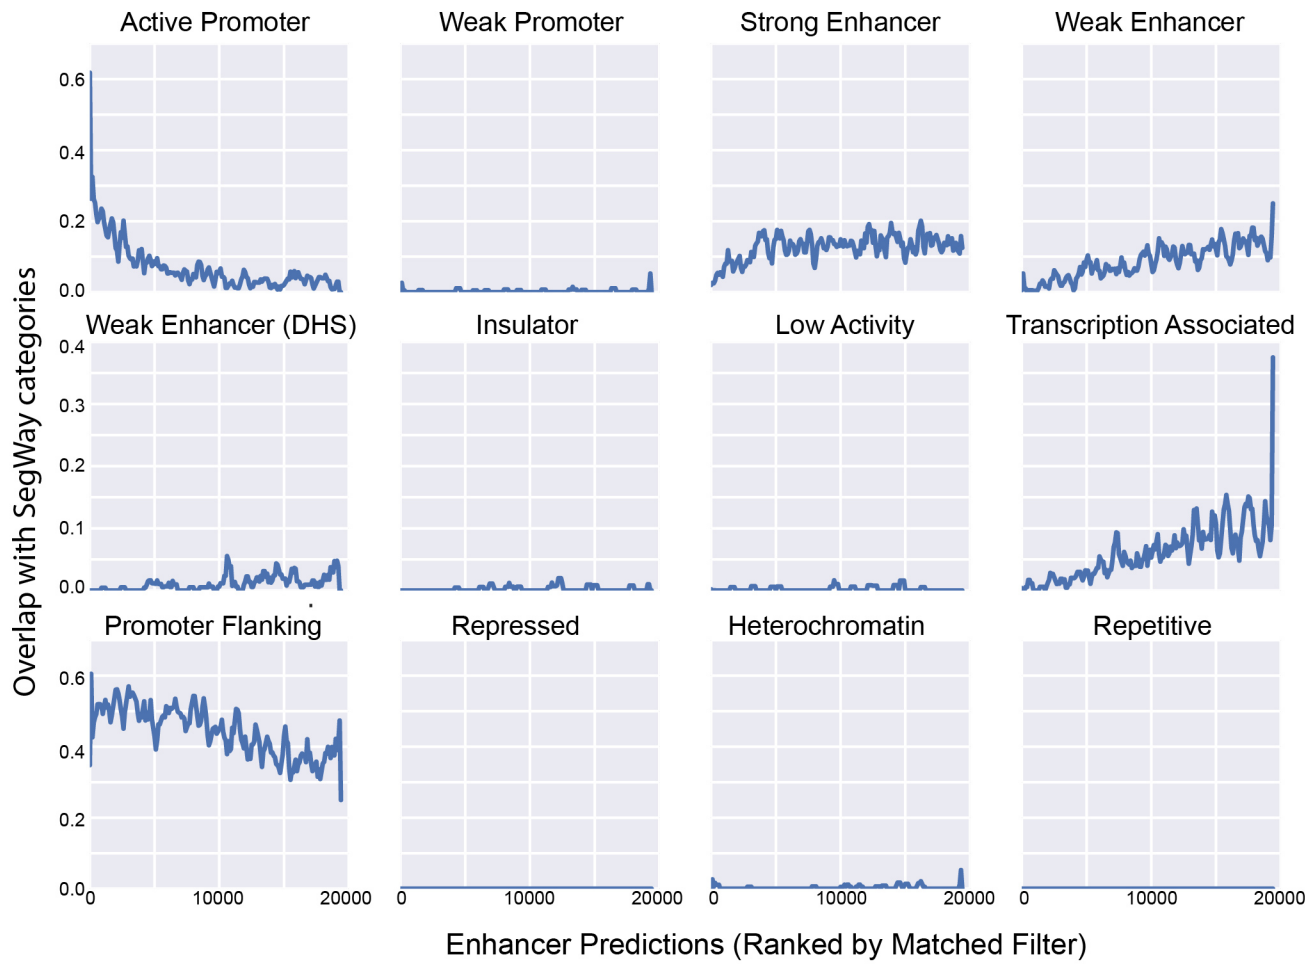 Active Promoter
Weak Promoter
Strong Enhancer
Weak Enhancer
0.6
0.4
0.2
0.0
Weak Enhancer (DHS)
Insulator
Low Activity
Transcription Associated
0.4
0.3
0.2
0.1
0.0
Promoter Flanking
Repressed
Heterochromatin
Repetitive
0.6
0.4
0.2
0.0
0 10000 20000
0 10000 20000
0 10000 20000
0 10000 20000
Overlap with SegWay categories
Enhancer Predictions (Ranked by Matched Filter)